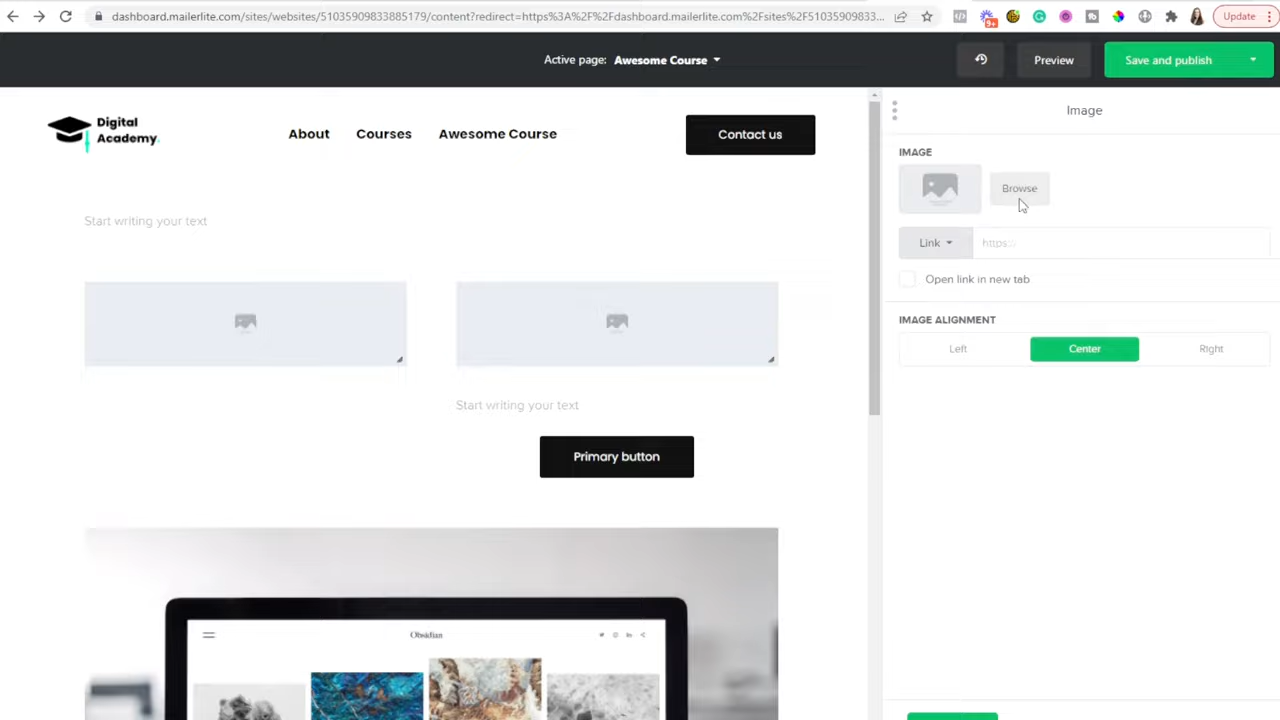 dashboard.mailerlite.com/sites/websites/51035909833885179/content?redirect=https%3A%2F%2Fdashboard.mailerlite.com%2Fsites%2F510359098​33...
9+
Update
Active page: Awesome Course
Preview
Save and publish
Digital
Academy.
About
Courses
Awesome Course
Contact us
Image
IMAGE
Browse
Link
https:
Open link in new tab
IMAGE ALIGNMENT
Left
Center
Right
Start writing your text
Start writing your text
Primary button
Obsidian